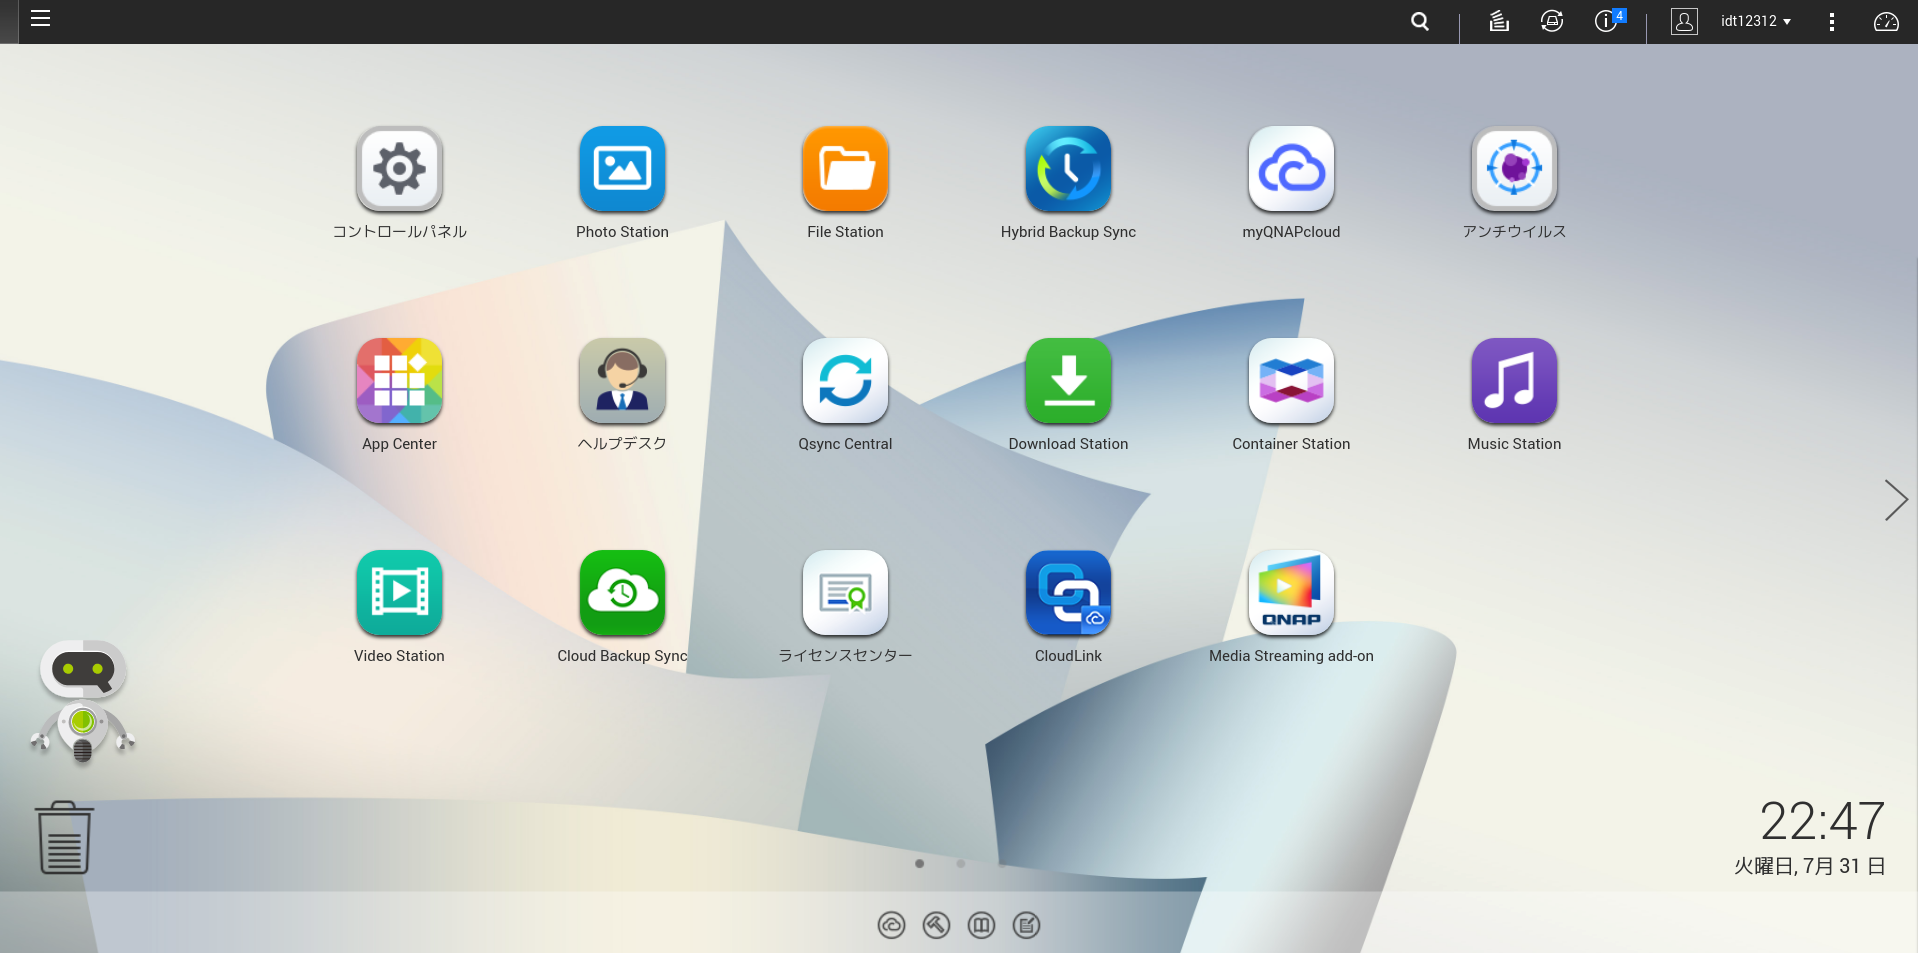 4
idt12312
コントロールパネル
Photo Station
File Station
Hybrid Backup Sync
myQNAPcloud
アンチウイルス
App Center
ヘルプデスク
Qsync Central
Download Station
Container Station
Music Station
QNAP
Video Station
Cloud Backup Sync
ライセンスセンター
CloudLink
Media Streaming add-on
22:47
火曜日, 7月 31 日